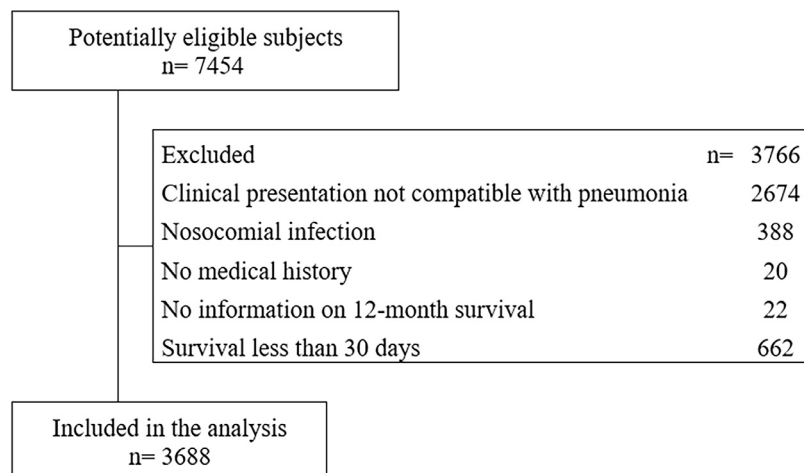 Potentially eligible subjects
n= 7454
Excluded n= 3766
Clinical presentation not compatible with pneumonia 2674
Nosocomial infection 388
No medical history 20
No information on 12-month survival 22
Survival less than 30 days 662
Included in the analysis
n= 3688